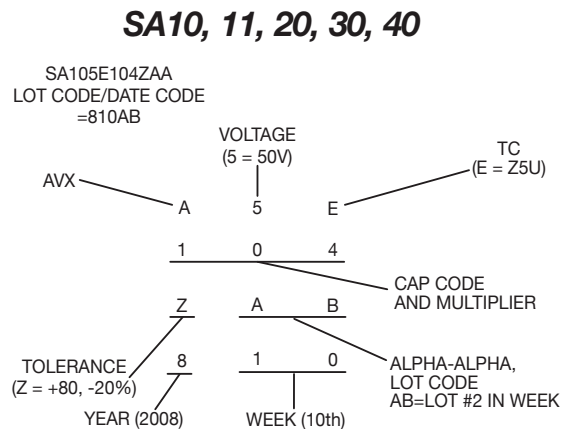 SA10, 11, 20, 30, 40
SA105E104ZAA
LOT CODE/DATE CODE
=810AB
VOLTAGE
(5 = 50V)
TC
(E = Z5U)
AVX
A 5 E
1 0 4
CAP CODE
AND MULTIPLIER
Z A B
TOLERANCE
(Z = +80, -20%)
8 1 0
ALPHA-ALPHA,
LOT CODE
AB=LOT #2 IN WEEK
YEAR (2008)
WEEK (10th)